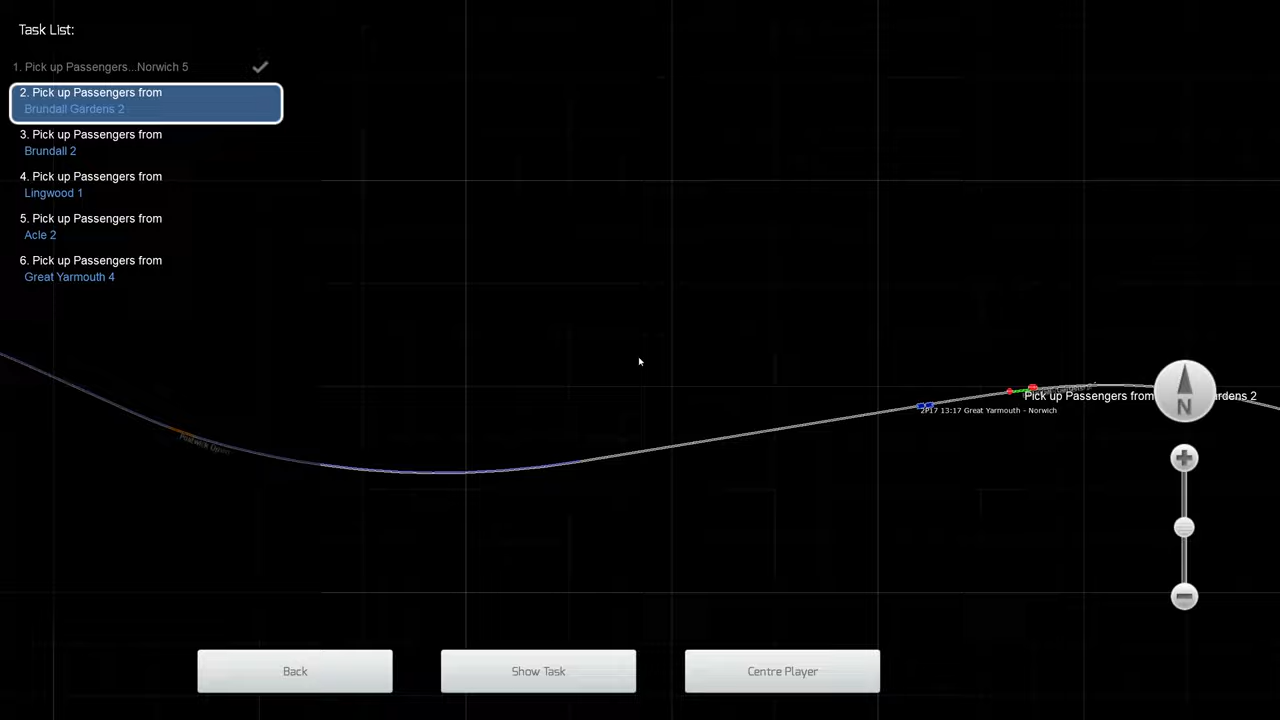 Task List:
1. Pick up Passengers...Norwich 5
2. Pick up Passengers from
Brundall Gardens 2
3. Pick up Passengers from
Brundall 2
4. Pick up Passengers from
Lingwood 1
5. Pick up Passengers from
Acle 2
6. Pick up Passengers from
Great Yarmouth 4
Pick up Passengers from rdens 2
2P17 13:17 Great Yarmouth - Norwich
N
Back
Show Task
Centre Player